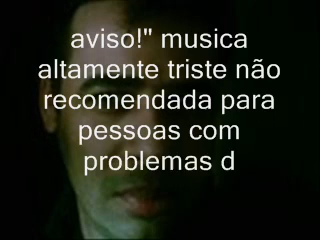 aviso!" musica
altamente triste não
recomendada para
pessoas com
problemas d